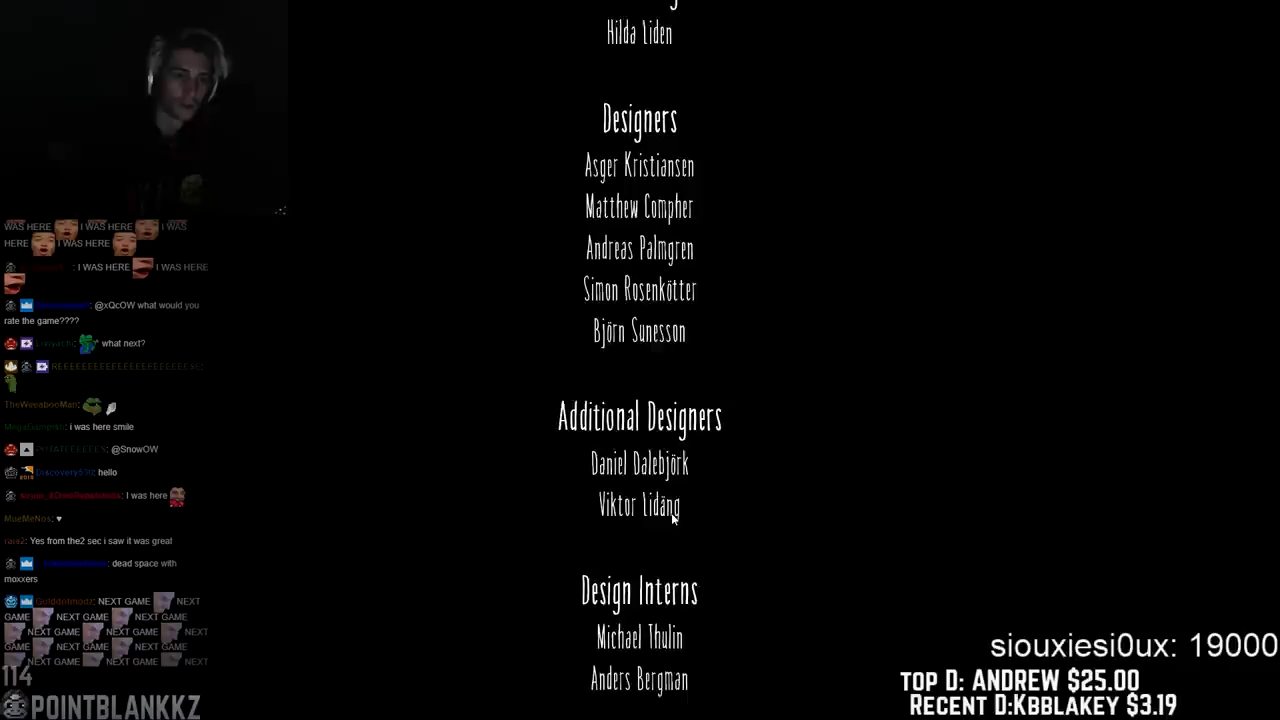 Hilda Liden
Designers
Asger Kristiansen
Matthew Compher
Andreas Palmgren
Simon Rosenkötter
Björn Sunesson
Additional Designers
Daniel Dalebjörk
Viktor Lidäng
Design Interns
Michael Thulin
Anders Bergman
WAS HERE I WAS HERE I WAS
HERE I WAS HERE
: I WAS HERE I WAS HERE
: @xQcOW what would you
rate the game????
what next?
TheWeebooMan:
i was here smile
: @SnowOW
hello
: I was here
MueMeNos: ♥
: Yes from the2 sec i saw it was great
: dead space with
moxxers
: NEXT GAME NEXT
GAME NEXT GAME NEXT GAME
NEXT GAME NEXT GAME NEXT
GAME NEXT GAME NEXT GAME
NEXT GAME NEXT GAME NEXT
114
POINTBLANKKZ
siouxiesi0ux: 19000
TOP D: ANDREW $25.00
RECENT D:KBBLAKEY $3.19